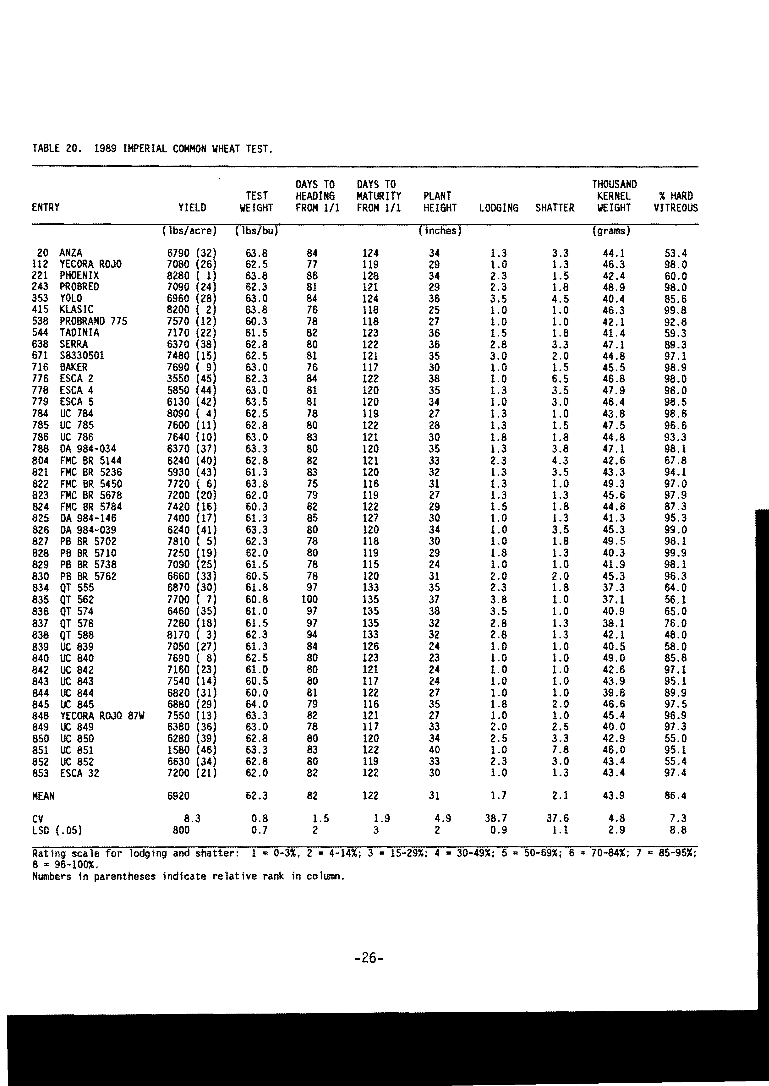 TABLE 20. 1989 IMPERIAL COMMON WHEAT TEST.
DAYS TO DAYS TO THOUSAND
TEST HEADING MATURITY PLANT KERNEL % HARD
ENTRY YIELD WEIGHT FROM 1/1 FROM 1/1 HEIGHT LODGING SHATTER WEIGHT VITREOUS
(lbs/acre) (lbs/bu) (inches) (grams)
20 ANZA 6790 (32) 63.8 84 124 34 1.3 3.3 44.1 53.4
112 YECORA ROJO 7080 (26) 62.5 77 119 29 1.0 1.3 46.3 98.0
221 PHOENIX 8280 ( 1) 63.8 88 128 34 2.3 1.5 42.4 60.0
243 PROBRED 7090 (24) 62.3 81 121 29 2.3 1.8 48.9 98.0
353 YOLO 6960 (28) 63.0 84 124 36 3.5 4.5 40.4 85.6
415 KLASIC 8200 ( 2) 63.8 76 118 25 1.0 1.0 46.3 99.8
538 PROBRAND 775 7570 (12) 60.3 78 118 27 1.0 1.0 42.1 92.8
544 TADINIA 7170 (22) 61.5 82 123 36 1.5 1.8 41.4 59.3
638 SERRA 6370 (38) 62.8 80 122 36 2.8 3.3 47.1 89.3
671 S8330501 7480 (15) 62.5 81 121 35 3.0 2.0 44.8 97.1
716 BAKER 7690 ( 9) 63.0 76 117 30 1.0 1.5 45.5 98.9
776 ESCA 2 3550 (45) 62.3 84 122 38 1.0 6.5 46.8 98.0
778 ESCA 4 5850 (44) 63.0 81 120 35 1.3 3.5 47.9 96.0
779 ESCA 5 6130 (42) 63.5 81 120 34 1.0 3.0 46.4 98.5
784 UC 784 8090 ( 4) 62.5 78 119 27 1.3 1.0 43.8 98.6
785 UC 785 7600 (11) 62.8 80 122 28 1.3 1.5 47.5 96.6
786 UC 786 7640 (10) 63.0 83 121 30 1.8 1.8 44.8 93.3
788 DA 984-034 6370 (37) 63.3 80 120 35 1.3 3.8 47.1 98.1
804 FMC BR 5144 6240 (40) 62.8 82 121 33 2.3 4.3 42.6 67.8
821 FMC BR 5236 5930 (43) 61.3 83 120 32 1.3 3.5 43.3 94.1
822 FMC BR 5450 7720 ( 6) 63.8 75 116 31 1.3 1.0 49.3 97.0
823 FMC BR 5678 7200 (20) 62.0 79 119 27 1.3 1.3 45.6 97.9
824 FMC BR 5784 7420 (16) 60.3 82 122 29 1.5 1.8 44.8 87.3
825 DA 984-146 7400 (17) 61.3 85 127 30 1.0 1.3 41.3 95.3
826 DA 984-039 6240 (41) 63.3 80 120 34 1.0 3.5 45.3 99.0
827 PB BR 5702 7810 ( 5) 62.3 78 118 30 1.0 1.8 49.5 98.1
828 PB BR 5710 7250 (19) 62.0 80 119 29 1.8 1.3 40.3 99.9
829 PB BR 5738 7090 (25) 61.5 78 115 24 1.0 1.0 41.9 98.1
830 PB BR 5762 6660 (33) 60.5 78 120 31 2.0 2.0 45.3 96.3
834 QT 555 6870 (30) 61.8 97 133 35 2.3 1.8 37.3 64.0
835 QT 562 7700 ( 7) 60.8 100 135 37 3.8 1.0 37.1 56.1
836 QT 574 6460 (35) 61.0 97 135 38 3.5 1.0 40.9 65.0
837 QT 578 7280 (18) 61.5 97 135 32 2.8 1.3 38.1 76.0
838 QT 588 8170 ( 3) 62.3 94 133 32 2.8 1.3 42.1 48.0
839 UC 839 7050 (27) 61.3 84 126 24 1.0 1.0 40.5 58.0
840 UC 840 7690 ( 8) 62.5 80 123 23 1.0 1.0 49.0 85.8
842 UC 842 7160 (23) 61.0 80 121 24 1.0 1.0 42.6 97.1
843 UC 843 7540 (14) 60.5 80 117 24 1.0 1.0 43.9 95.1
844 UC 844 6820 (31) 60.0 81 122 27 1.0 1.0 39.6 89.9
845 UC 845 6880 (29) 64.0 79 116 35 1.8 2.0 46.6 97.5
848 YECORA ROJO 87W 7550 (13) 63.3 82 121 27 1.0 1.0 45.4 96.9
849 UC 849 6380 (36) 63.0 78 117 33 2.0 2.5 40.0 97.3
850 UC 850 6280 (39) 62.8 80 120 34 2.5 3.3 42.9 55.0
851 UC 851 1580 (46) 63.3 83 122 40 1.0 7.8 46.0 95.1
852 UC 852 6630 (34) 62.8 80 119 33 2.3 3.0 43.4 55.4
853 ESCA 32 7200 (21) 62.0 82 122 30 1.0 1.3 43.4 97.4
MEAN 6920 62.3 82 122 31 1.7 2.1 43.9 86.4
CV 8.3 0.8 1.5 1.9 4.9 38.7 37.6 4.8 7.3
LSD (.05) 800 0.7 2 3 2 0.9 1.1 2.9 8.8
Rating scale for lodging and shatter: 1 = 0-3%, 2 = 4-14%; 3 = 15-29%; 4 = 30-49%; 5 = 50-69%; 6 = 70-84%; 7 = 85-95%;
8 = 96-100%.
Numbers in parentheses indicate relative rank in column.
-26-